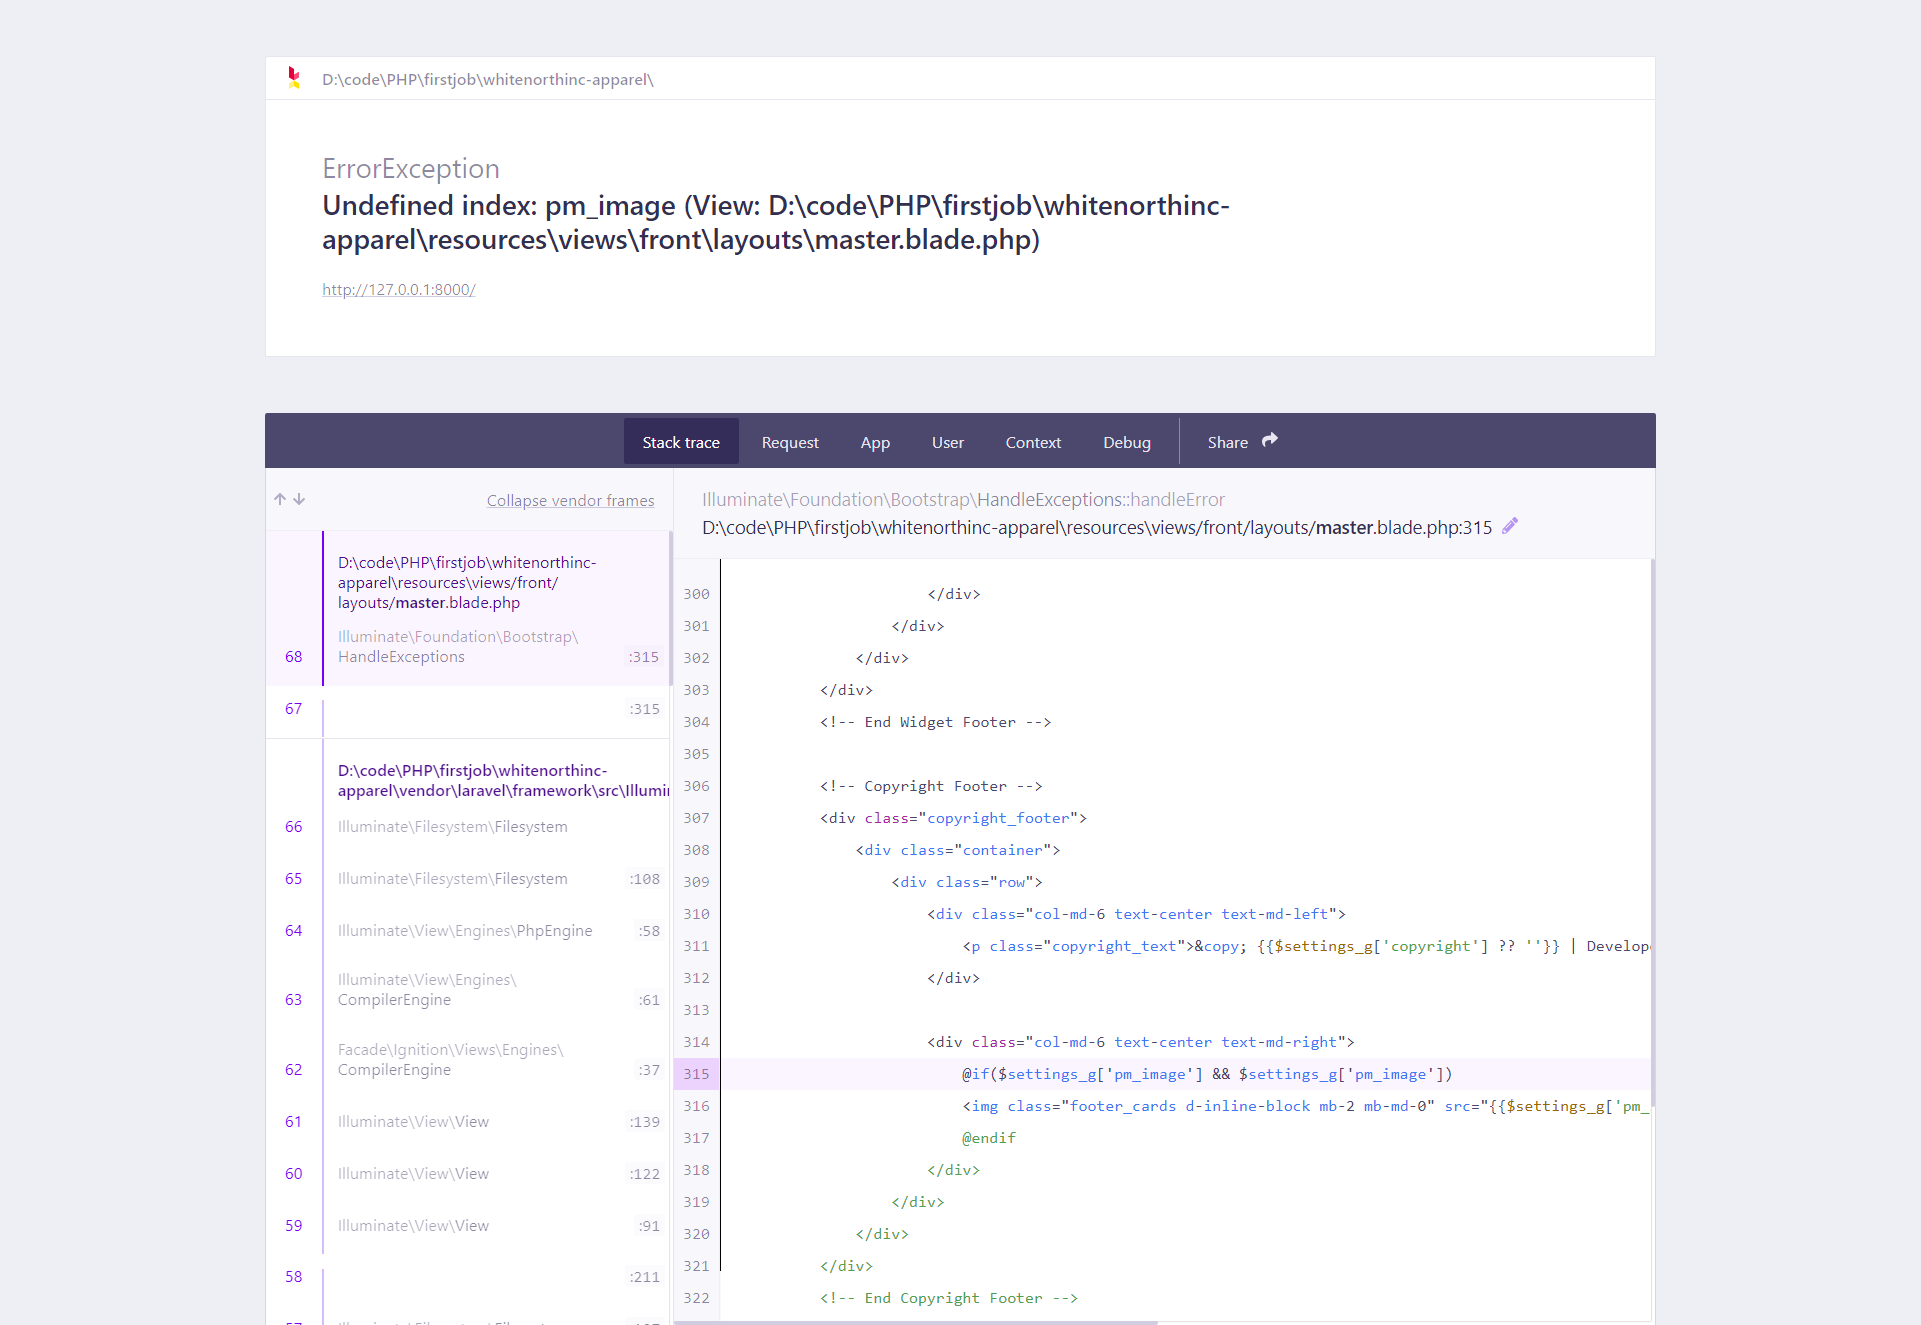 D:\code\PHP\firstjob\whitenorthinc-apparel\
ErrorException
Undefined index: pm_image (View: D:\code\PHP\firstjob\whitenorthinc-
apparel\resources\views\front\layouts\master.blade.php)
http://127.0.0.1:8000/
Stack trace Request App User Context Debug Share
Collapse vendor frames
D:\code\PHP\firstjob\whitenorthinc-
apparel\resources\views/front/
layouts/master.blade.php
Illuminate\Foundation\Bootstrap\
68 HandleExceptions :315
67 :315
D:\code\PHP\firstjob\whitenorthinc-
apparel\vendor\laravel\framework\src\Illumi
66 Illuminate\Filesystem\Filesystem
65 Illuminate\Filesystem\Filesystem :108
64 Illuminate\View\Engines\PhpEngine :58
Illuminate\View\Engines\
63 CompilerEngine :61
Facade\Ignition\Views\Engines\
62 CompilerEngine :37
61 Illuminate\View\View :139
60 Illuminate\View\View :122
59 Illuminate\View\View :91
58 :211
Illuminate\Foundation\Bootstrap\HandleExceptions::handleError
D:\code\PHP\firstjob\whitenorthinc-apparel\resources\views/front/layouts/master.blade.php:315
300 </div>
301 </div>
302 </div>
303 </div>
304 <!-- End Widget Footer -->
305
306 <!-- Copyright Footer -->
307 <div class="copyright_footer">
308 <div class="container">
309 <div class="row">
310 <div class="col-md-6 text-center text-md-left">
311 <p class="copyright_text">&copy; {{$settings_g['copyright'] ?? ''}} | Develop
312 </div>
313
314 <div class="col-md-6 text-center text-md-right">
315 @if($settings_g['pm_image'] && $settings_g['pm_image'])
316 <img class="footer_cards d-inline-block mb-2 mb-md-0" src="{{$settings_g['pm_
317 @endif
318 </div>
319 </div>
320 </div>
321 </div>
322 <!-- End Copyright Footer -->